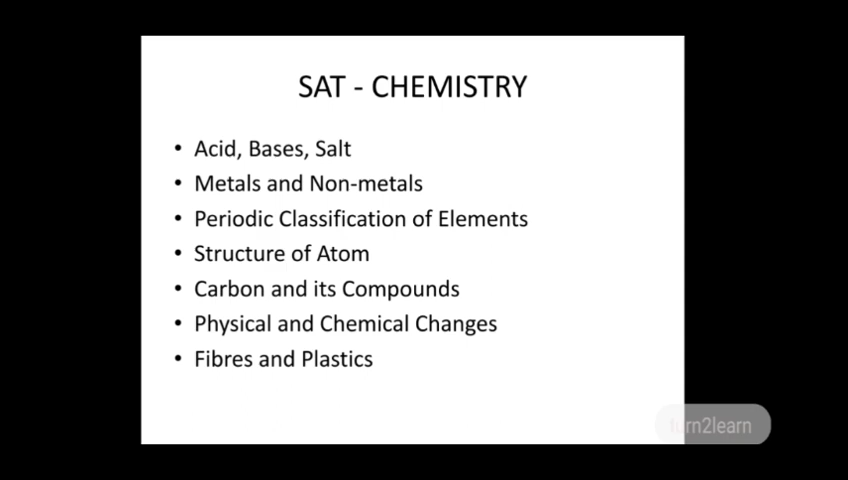 SAT - CHEMISTRY
• Acid, Bases, Salt
• Metals and Non-metals
• Periodic Classification of Elements
• Structure of Atom
• Carbon and its Compounds
• Physical and Chemical Changes
• Fibres and Plastics
turn2learn